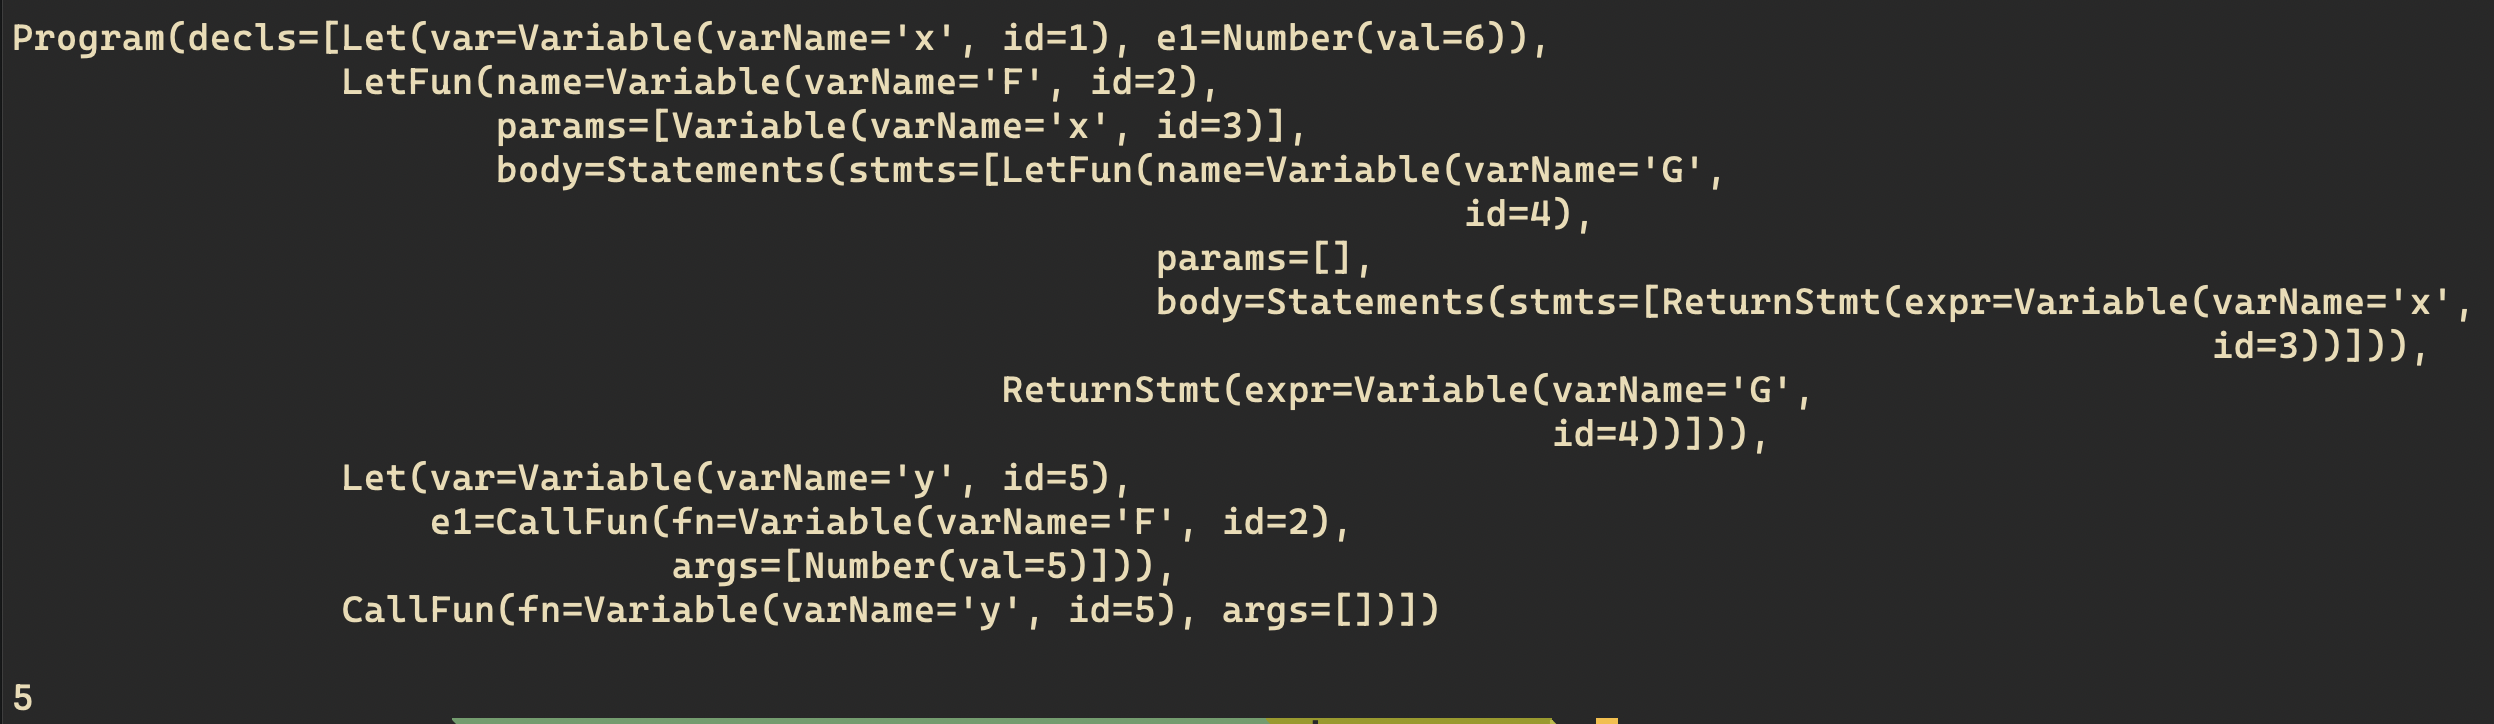 Program(decls=[Let(var=Variable(varName='x', id=1), e1=Number(val=6)),
LetFun(name=Variable(varName='F', id=2),
params=[Variable(varName='x', id=3)],
body=Statements(stmts=[LetFun(name=Variable(varName='G',
id=4),
params=[],
body=Statements(stmts=[ReturnStmt(expr=Variable(varName='x',
id=3))])),
ReturnStmt(expr=Variable(varName='G',
id=4))])),
Let(var=Variable(varName='y', id=5),
e1=CallFun(fn=Variable(varName='F', id=2),
args=[Number(val=5)])),
CallFun(fn=Variable(varName='y', id=5), args=[])])
5